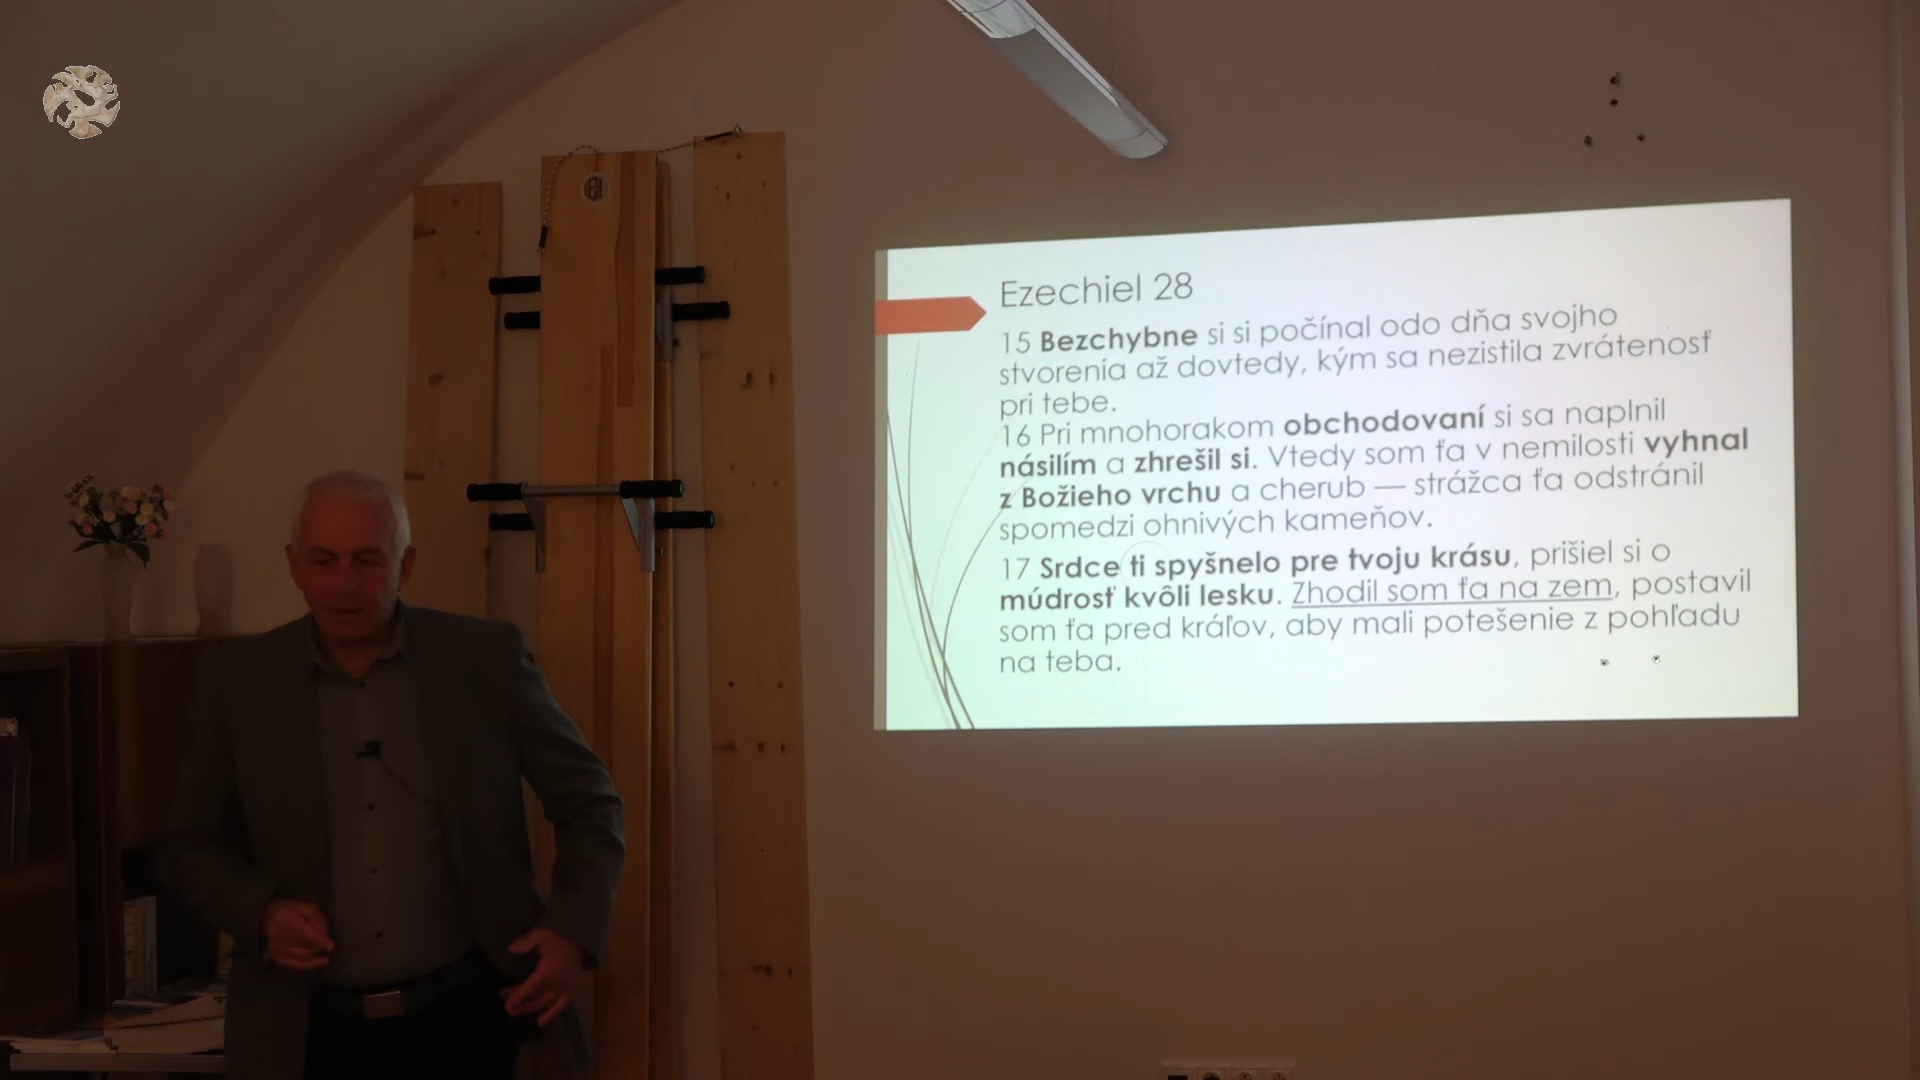 Ezechiel 28
15 Bezchybne si si počínal odo dňa svojho
stvorenia až dovtedy, kým sa nezistila zvrátenosť
pri tebe.
16 Pri mnohorakom obchodovaní si sa naplnil
násilím a zhrešil si. Vtedy som ťa v nemilosti vyhnal
z Božieho vrchu a cherub — strážca ťa odstránil
spomedzi ohnivých kameňov.
17 Srdce ti spyšnelo pre tvoju krásu, prišiel si o
múdrosť kvôli lesku. Zhodil som ťa na zem, postavil
som ťa pred kráľov, aby mali potešenie z pohľadu
na teba.